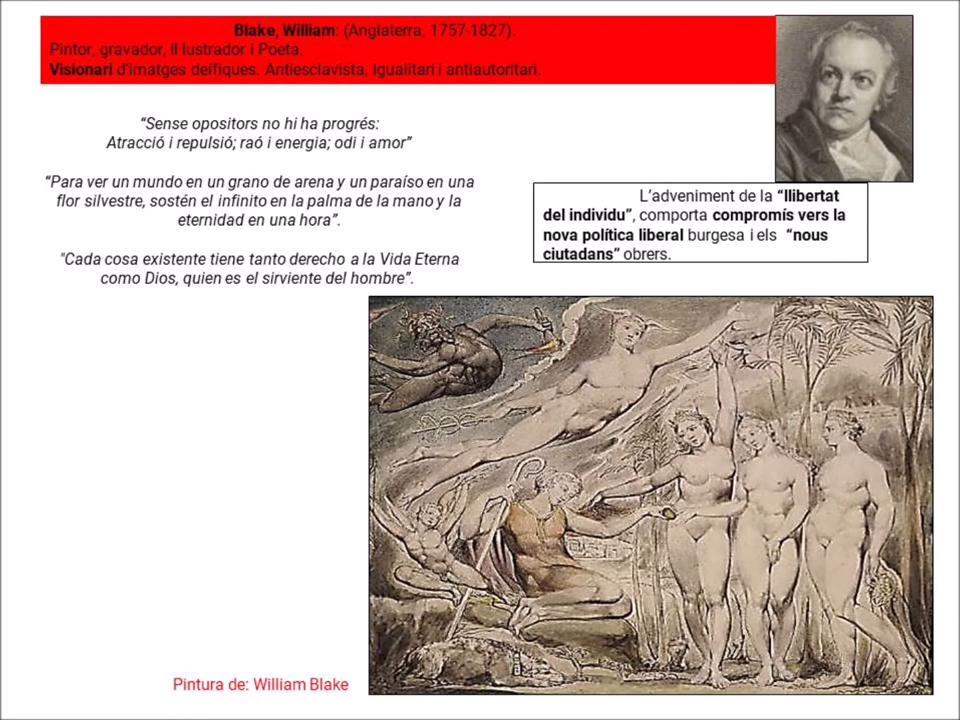 Blake, William: (Anglaterra, 1757-1827).
Pintor, gravador, Il·lustrador i Poeta.
Visionari d'imatges deífiques. Antiesclavista, Igualitari i antiautoritari.
“Sense opositors no hi ha progrés:
Atracció i repulsió; raó i energia; odi i amor”
“Para ver un mundo en un grano de arena y un paraíso en una
flor silvestre, sostén el infinito en la palma de la mano y la
eternidad en una hora”.
"Cada cosa existente tiene tanto derecho a la Vida Eterna
como Dios, quien es el sirviente del hombre”.
L’adveniment de la “llibertat
del individu”, comporta compromís vers la
nova política liberal burgesa i els “nous
ciutadans” obrers.
Pintura de: William Blake